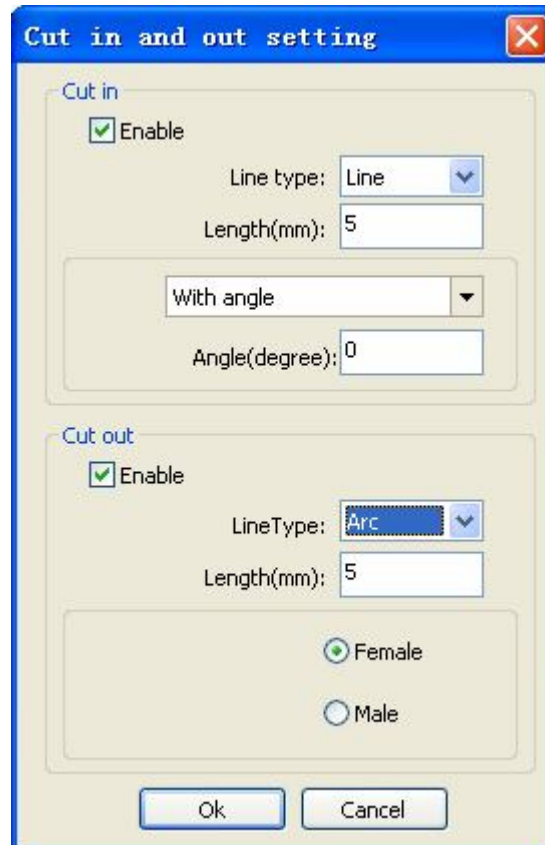 Cut in and out setting
Cut in
Enable
Line type: Line
Length(mm): 5
With angle
Angle(degree): 0
Cut out
Enable
LineType: Arc
Length(mm): 5
Female
Male
Ok Cancel